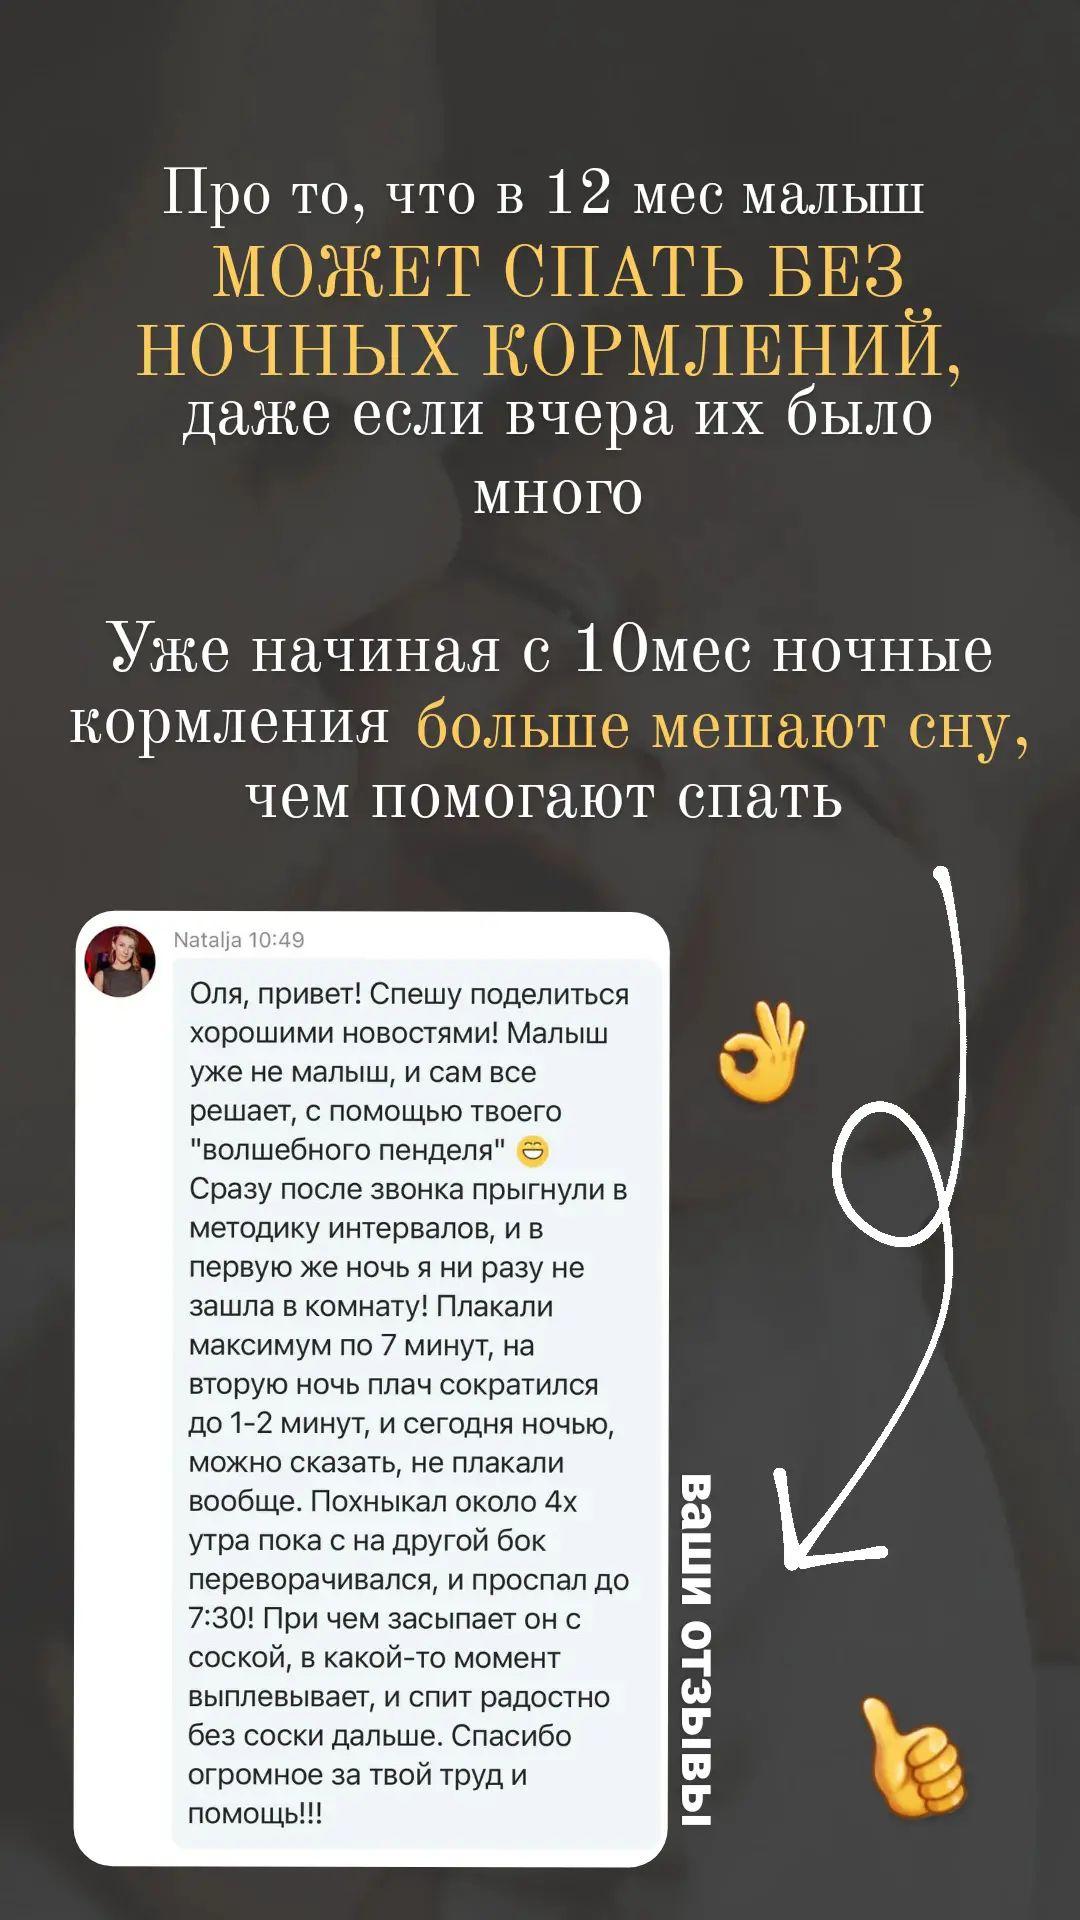 Про то, что в 12 мес малыш
МОЖЕТ СПАТЬ БЕЗ
НОЧНЫХ КОРМЛЕНИЙ,
даже если вчера их было
много
Уже начиная с 10мес ночные
кормления больше мешают сну,
чем помогают спать
Natalja 10:49
Оля, привет! Спешу поделиться
хорошими новостями! Малыш
уже не малыш, и сам все
решает, с помощью твоего
"волшебного пенделя" 😁
Сразу после звонка прыгнули в
методику интервалов, и в
первую же ночь я ни разу не
зашла в комнату! Плакали
максимум по 7 минут, на
вторую ночь плач сократился
до 1-2 минут, и сегодня ночью,
можно сказать, не плакали
вообще. Похныкал около 4х
утра пока с на другой бок
переворачивался, и проспал до
7:30! При чем засыпает он с
соской, в какой-то момент
выплевывает, и спит радостно
без соски дальше. Спасибо
огромное за твой труд и
помощь!!!
ваши отзывы